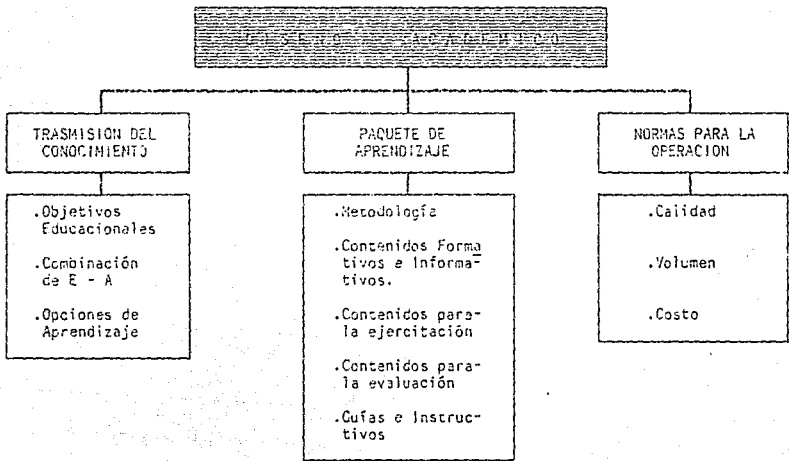 TRASMISION DEL
CONOCIMIENTO
PAQUETE DE
APRENDIZAJE
NORMAS PARA LA
OPERACION
.Objetivos
Educacionales
.Combinación
de E - A
.Opciones de
Aprendizaje
.Metodología
.Contenidos Forma
tivos e Informa-
tivos.
.Contenidos para-
la ejercitación
.Contenidos para-
la evaluación
.Guías e Instruc-
tivos
.Calidad
.Volumen
.Costo